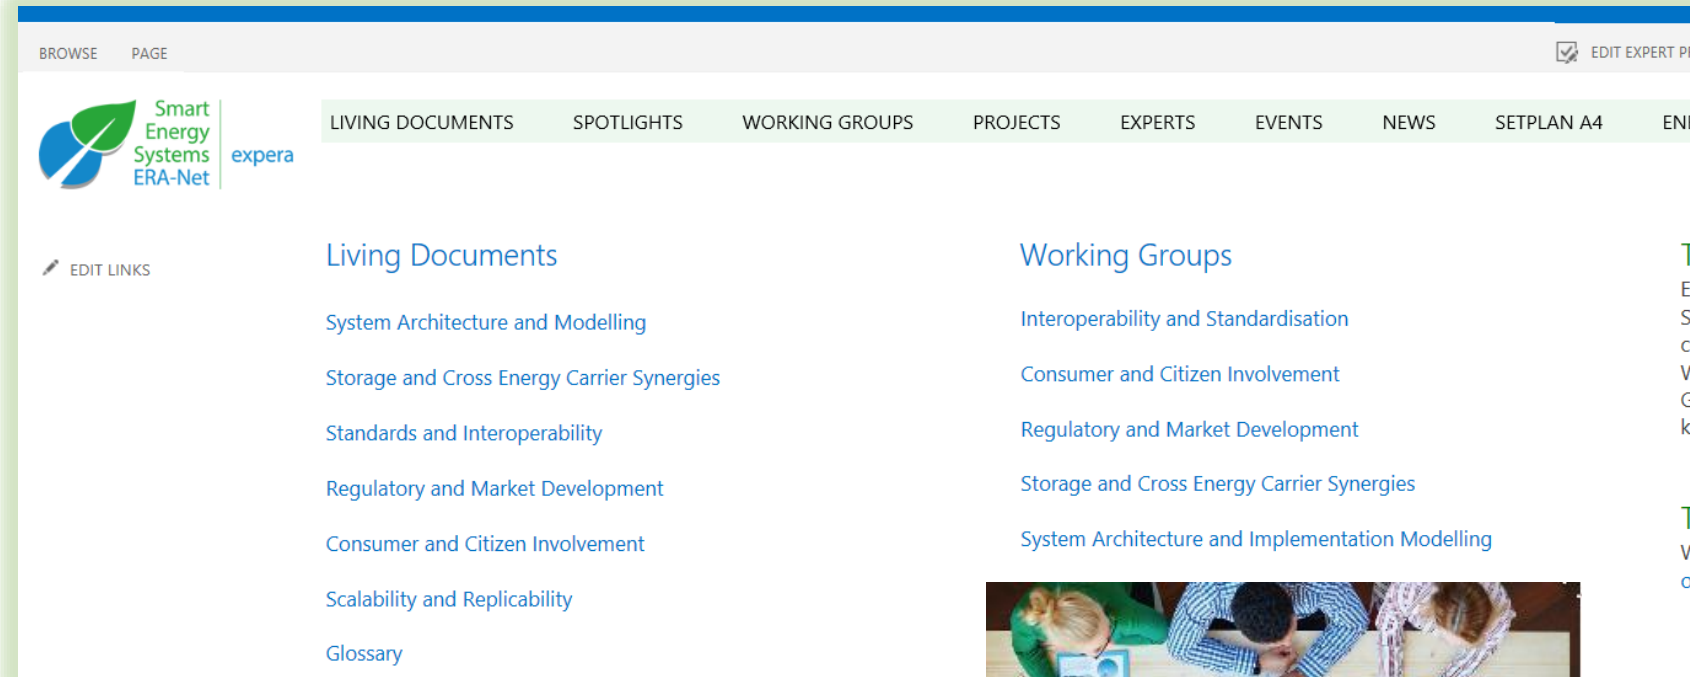 BROWSE PAGE
EDIT EXPERT
Smart
Energy
Systems
ERA-Net
expera
LIVING DOCUMENTS SPOTLIGHTS WORKING GROUPS PROJECTS EXPERTS EVENTS NEWS SETPLAN A4
EDIT LINKS
Living Documents
System Architecture and Modelling
Storage and Cross Energy Carrier Synergies
Standards and Interoperability
Regulatory and Market Development
Consumer and Citizen Involvement
Scalability and Replicability
Glossary
Working Groups
Interoperability and Standardisation
Consumer and Citizen Involvement
Regulatory and Market Development
Storage and Cross Energy Carrier Synergies
System Architecture and Implementation Modelling